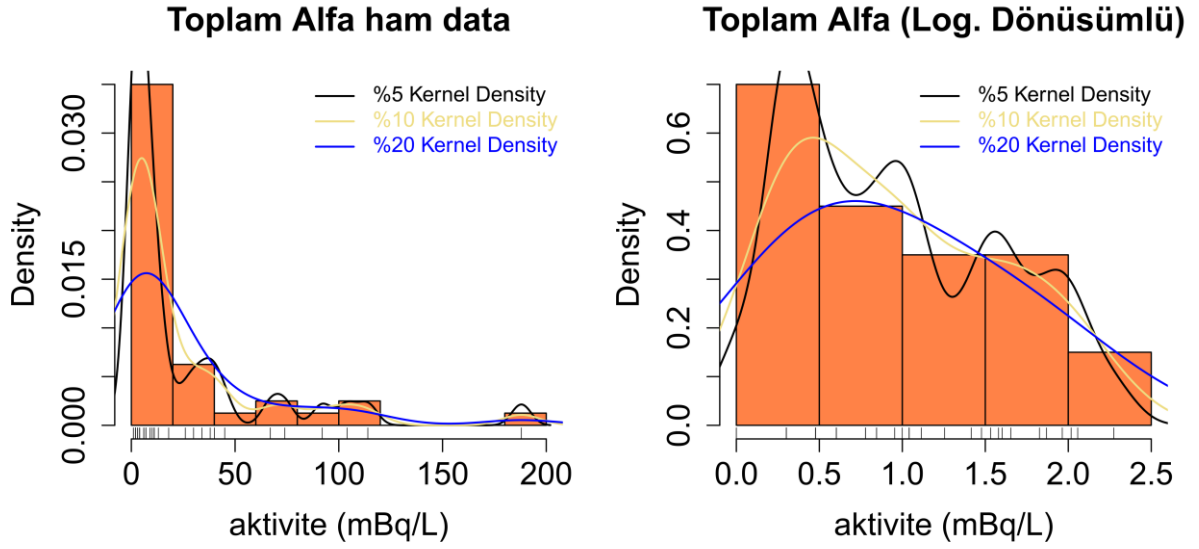 Toplam Alfa ham data
%5 Kernel Density
%10 Kernel Density
%20 Kernel Density
Density
0.000
0.015
0.030
0
50
100
150
200
aktivite (mBq/L)
Toplam Alfa (Log. Dönüsümlü)
%5 Kernel Density
%10 Kernel Density
%20 Kernel Density
Density
0.0
0.2
0.4
0.6
0.0
0.5
1.0
1.5
2.0
2.5
aktivite (mBq/L)